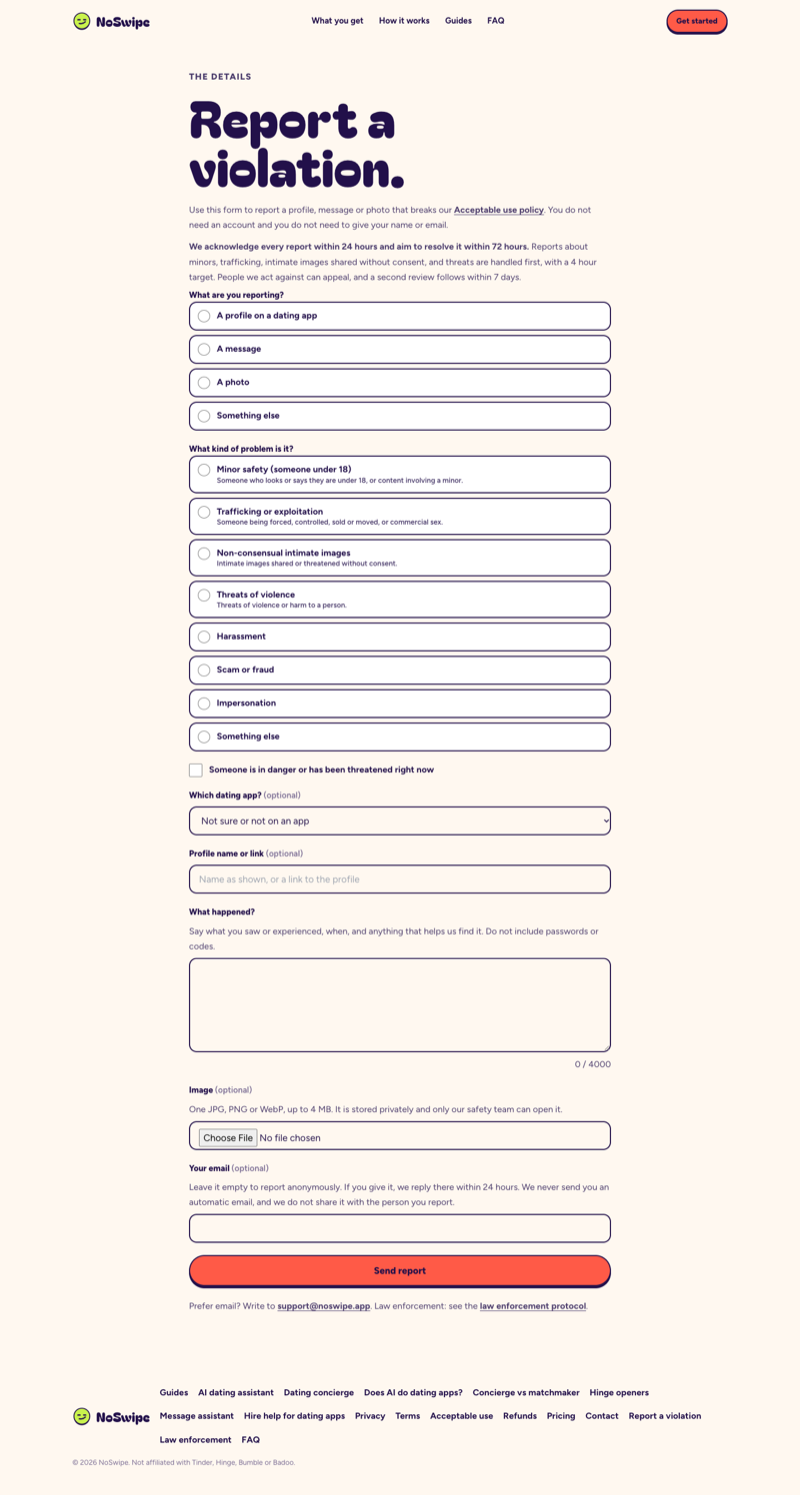 NoSwipe
What you get
How it works
Guides
FAQ
Get started
THE DETAILS
Report a
violation.
Use this form to report a profile, message or photo that breaks our Acceptable use policy. You do not
need an account and you do not need to give your name or email.
We acknowledge every report within 24 hours and aim to resolve it within 72 hours. Reports about
minors, trafficking, intimate images shared without consent, and threats are handled first, with a 4 hour
target. People we act against can appeal, and a second review follows within 7 days.
What are you reporting?
A profile on a dating app
A message
A photo
Something else
What kind of problem is it?
Minor safety (someone under 18)
Someone who looks or says they are under 18, or content involving a minor.
Trafficking or exploitation
Someone being forced, controlled, sold or moved, or commercial sex.
Non-consensual intimate images
Intimate images shared or threatened without consent.
Threats of violence
Threats of violence or harm to a person.
Harassment
Scam or fraud
Impersonation
Something else
Someone is in danger or has been threatened right now
Which dating app? (optional)
Not sure or not on an app
Profile name or link (optional)
Name as shown, or a link to the profile
What happened?
Say what you saw or experienced, when, and anything that helps us find it. Do not include passwords or
codes.
0 / 4000
Image (optional)
One JPG, PNG or WebP, up to 4 MB. It is stored privately and only our safety team can open it.
Choose File No file chosen
Your email (optional)
Leave it empty to report anonymously. If you give it, we reply there within 24 hours. We never send you an
automatic email, and we do not share it with the person you report.
Send report
Prefer email? Write to support@noswipe.app. Law enforcement: see the law enforcement protocol.
Guides AI dating assistant Dating concierge Does AI do dating apps? Concierge vs matchmaker Hinge openers
NoSwipe Message assistant Hire help for dating apps Privacy Terms Acceptable use Refunds Pricing Contact Report a violation
Law enforcement FAQ
© 2026 NoSwipe. Not affiliated with Tinder, Hinge, Bumble or Badoo.